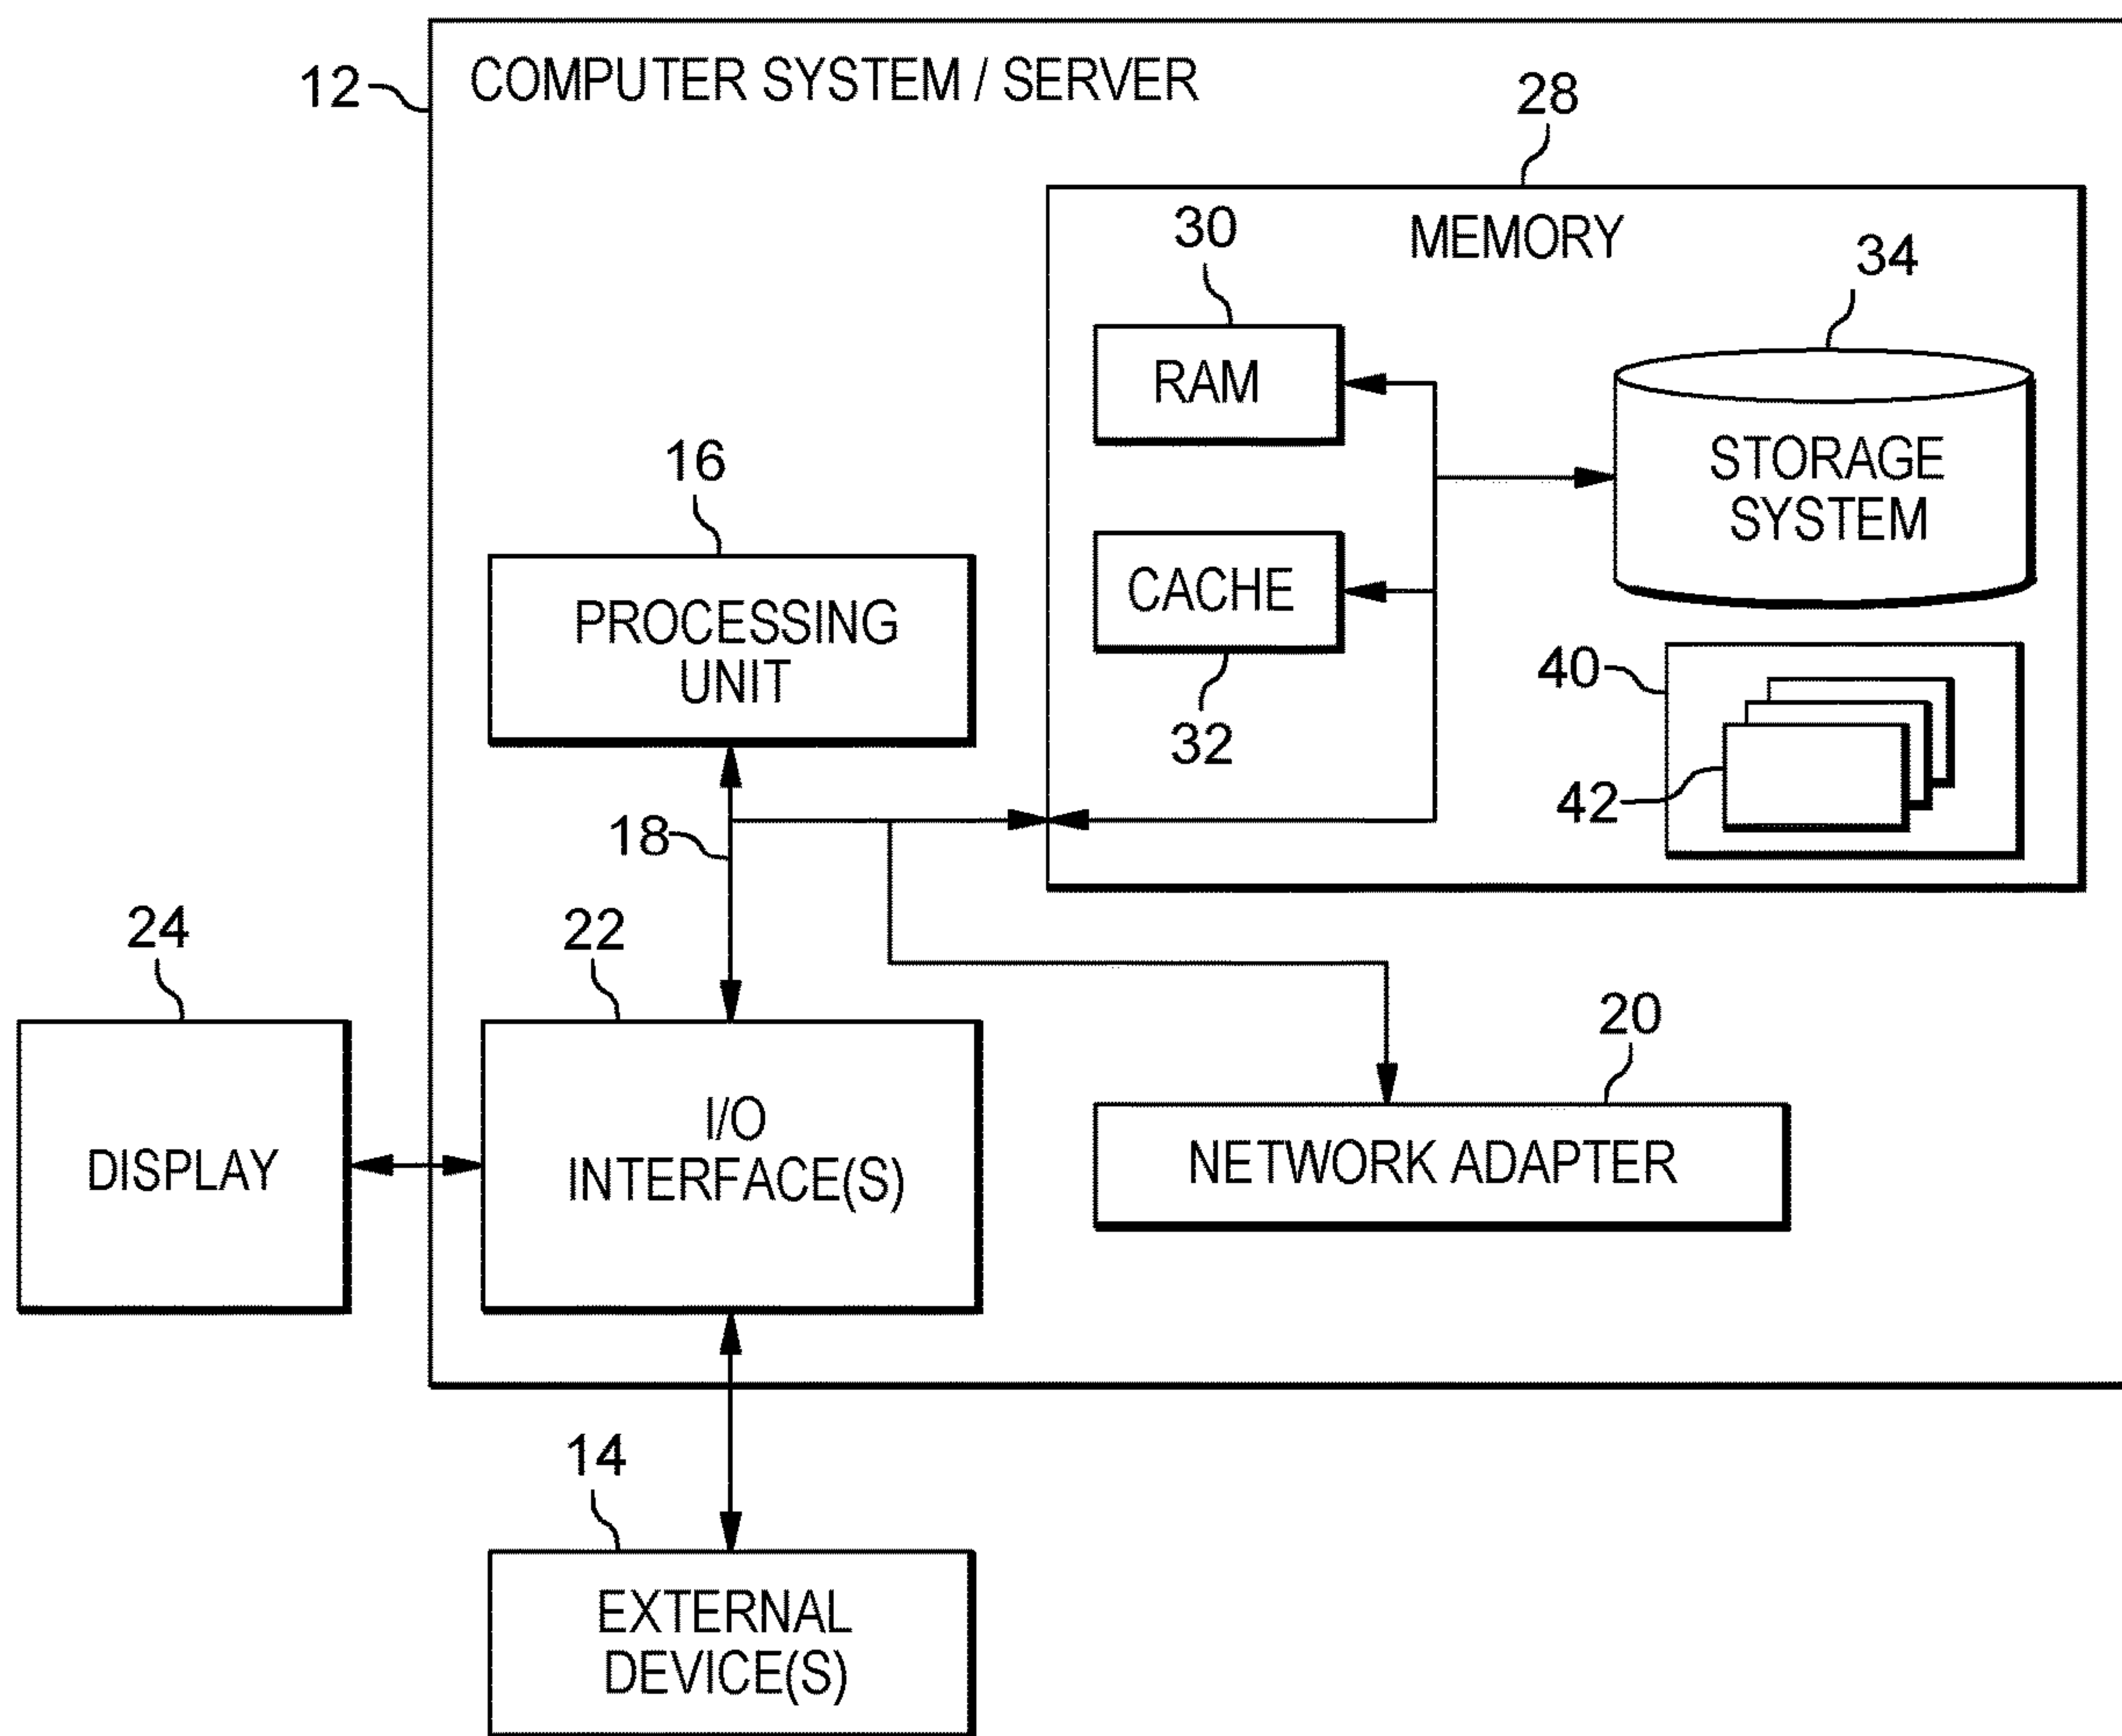 12
COMPUTER SYSTEM / SERVER
28
MEMORY
30
34
RAM
STORAGE
SYSTEM
16
CACHE
PROCESSING
UNIT
32
40
42
18
24
22
20
DISPLAY
I/O
INTERFACE(S)
NETWORK ADAPTER
14
EXTERNAL
DEVICE(S)